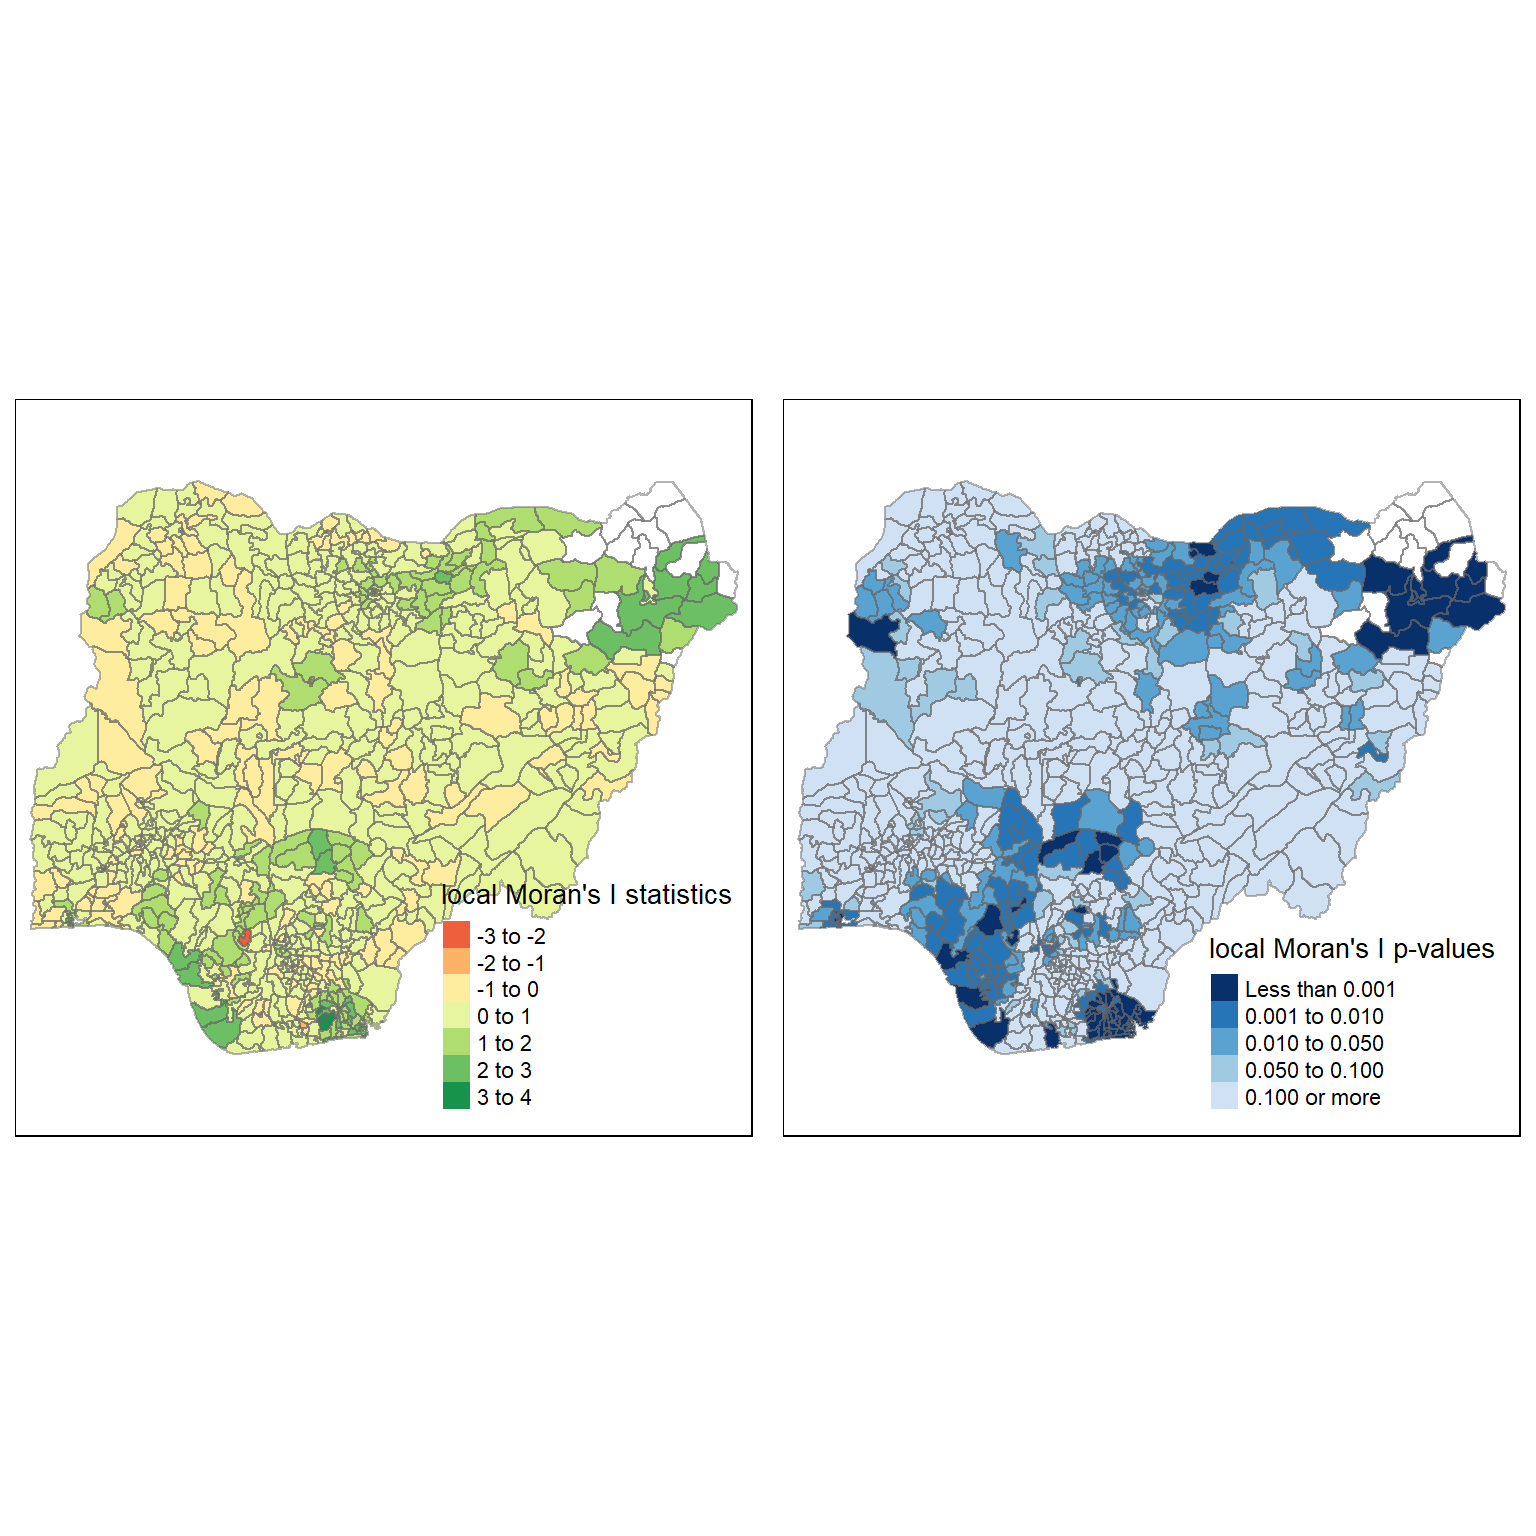 local Moran's I statistics
-3 to -2
-2 to -1
-1 to 0
0 to 1
1 to 2
2 to 3
3 to 4
local Moran's I p-values
Less than 0.001
0.001 to 0.010
0.010 to 0.050
0.050 to 0.100
0.100 or more